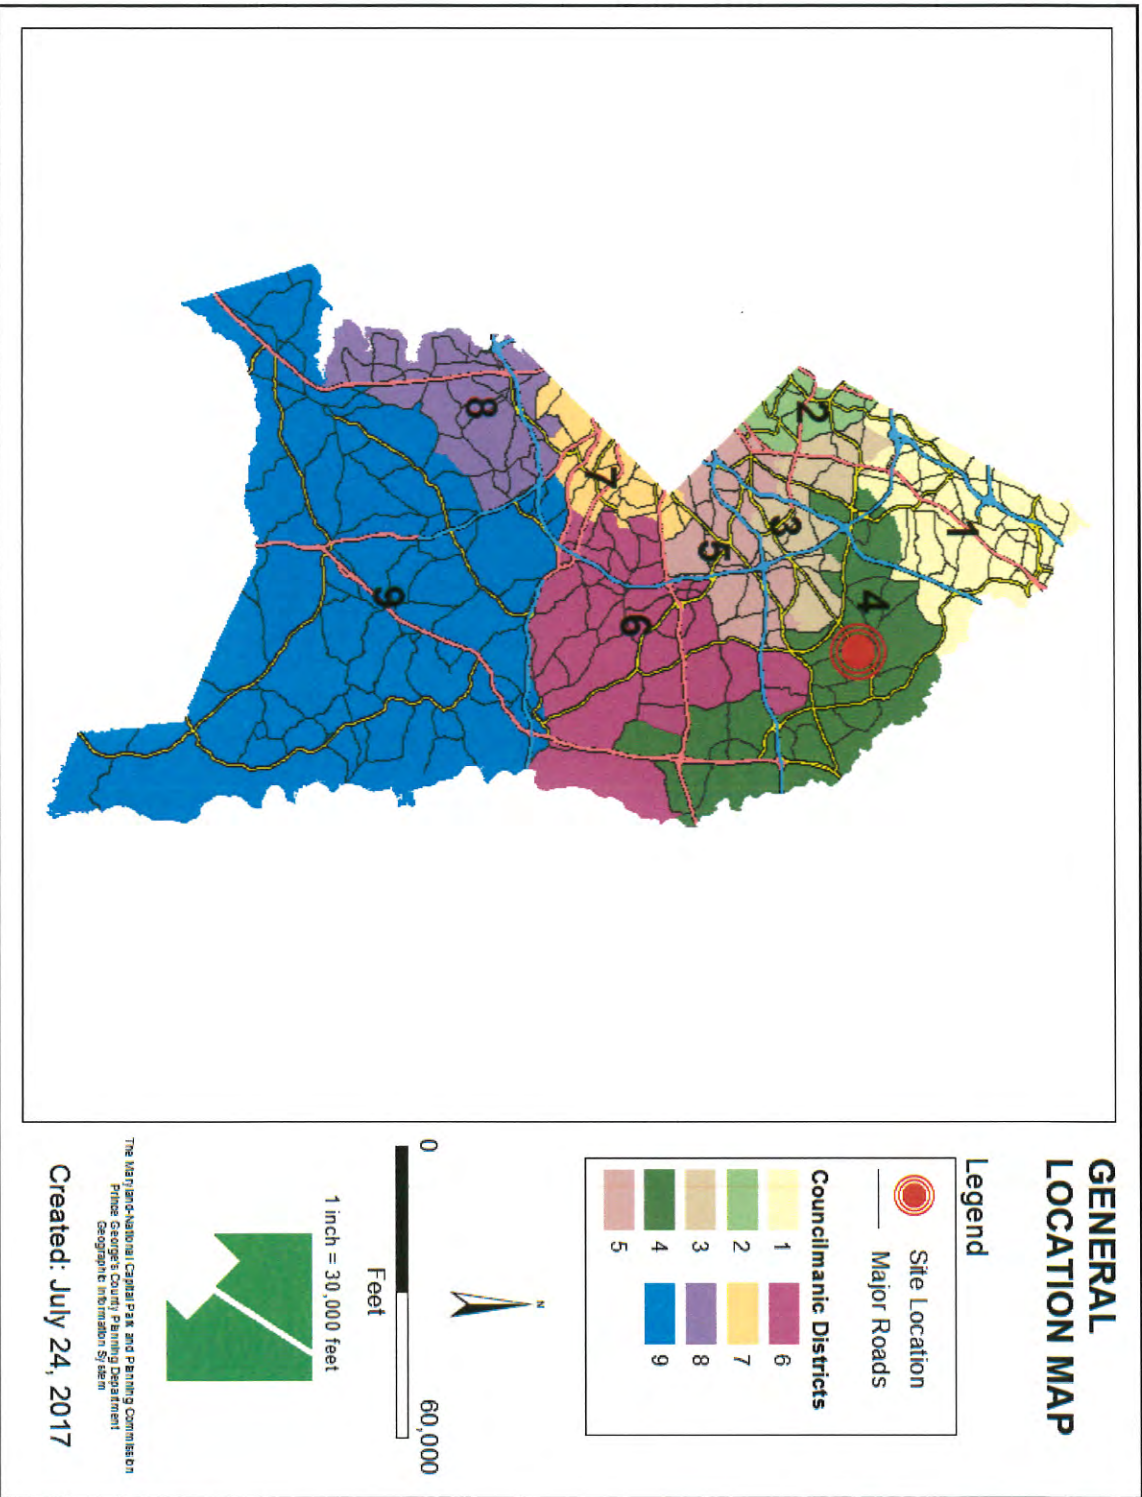 GENERAL
LOCATION MAP
Legend
Site Location
Major Roads
Councilmanic Districts
1
2
3
4
5
6
7
8
9
N
0
60,000
Feet
1 inch = 30,000 feet
The Maryland-National Capital Park and Planning Commission
Prince George's County Planning Department
Geographic Information System
Created: July 24, 2017
1
2
3
4
5
6
7
8
9